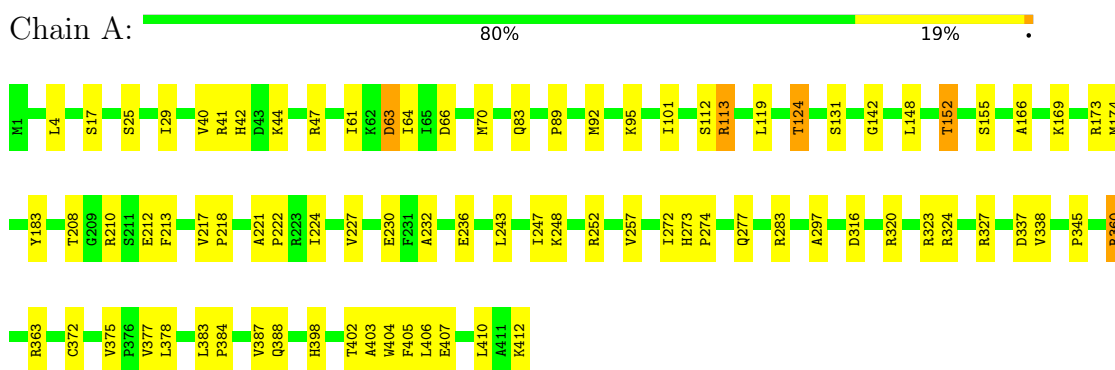 Chain A:
80% 19% •
M1 L4 S17 S25 I29 V40 R41 H42 D43 K44 R47 I61 K62 D63 I64 I65 D66 M70 Q83 P89 M92 K95 I101 S112 R113 L119 T124 S131 G142 L148 T152 S155 A166 K169 R173
Y183 T208 G209 R210 S211 E212 F213 V217 P218 A221 P222 R223 I224 V227 E230 F231 A232 E236 L243 I247 K248 R252 V257 I272 H273 P274 Q277 R283 A297 D316 R320 R323 R324 R327 D337 V338 P345
R363 C372 V375 P376 V377 L378 L383 P384 V387 Q388 H398 T402 A403 W404 F405 L406 E407 L410 A411 K412